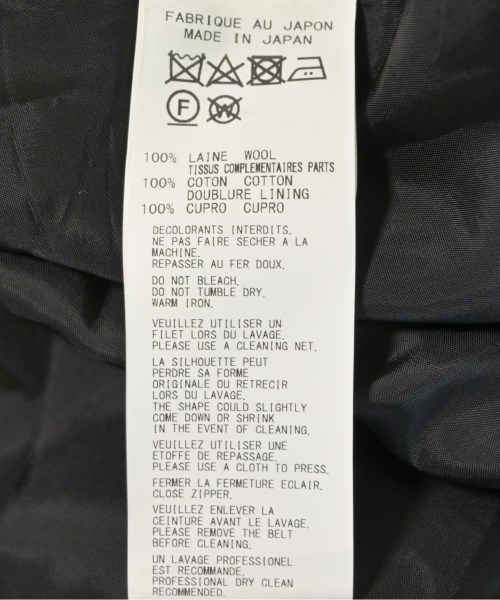 FABRIQUE AU JAPON
MADE IN JAPAN
F W
100% LAINE WOOL
TISSUS COMPLEMENTAIRES PARTS
100% COTON COTTON
DOUBLURE LINING
100% CUPRO CUPRO
DECOLORANTS INTERDITS.
NE PAS FAIRE SECHER A LA
MACHINE.
REPASSER AU FER DOUX.
DO NOT BLEACH.
DO NOT TUMBLE DRY.
WARM IRON.
VEUILLEZ UTILISER UN
FILET LORS DU LAVAGE.
PLEASE USE A CLEANING NET.
LA SILHOUETTE PEUT
PERDRE SA FORME
ORIGINALE OU RETRECIR
LORS DU LAVAGE.
THE SHAPE COULD SLIGHTLY
COME DOWN OR SHRINK
IN THE EVENT OF CLEANING.
VEUILLEZ UTILISER UNE
ETOFFE DE REPASSAGE.
PLEASE USE A CLOTH TO PRESS.
FERMER LA FERMETURE ECLAIR.
CLOSE ZIPPER.
VEUILLEZ ENLEVER LA
CEINTURE AVANT LE LAVAGE.
PLEASE REMOVE THE BELT
BEFORE CLEANING.
UN LAVAGE PROFESSIONEL
EST RECOMMANDE.
PROFESSIONAL DRY CLEAN
RECOMMENDED.